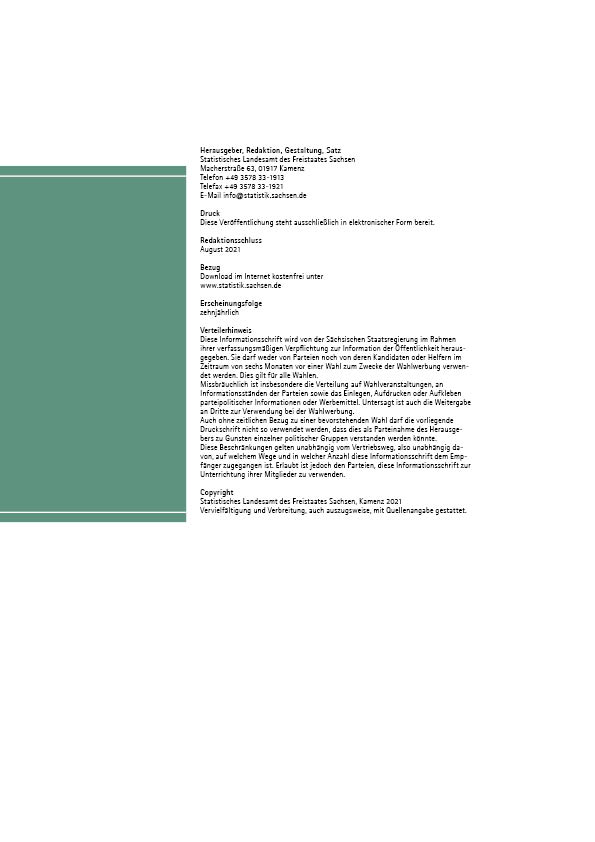 Herausgeber, Redaktion, Gestaltung, Satz
Statistisches Landesamt des Freistaates Sachsen
Macherstraße 63, 01917 Kamenz
Telefon +49 3578 33-1913
Telefax +49 3578 33-1921
E-Mail info@statistik.sachsen.de
Druck
Diese Veröffentlichung steht ausschließlich in elektronischer Form bereit.
Redaktionsschluss
August 2021
Bezug
Download im Internet kostenfrei unter
www.statistik.sachsen.de
Erscheinungsfolge
zehnjährlich
Verteilerhinweis
Diese Informationsschrift wird von der Sächsischen Staatsregierung im Rahmen
ihrer verfassungsmäßigen Verpflichtung zur Information der Öffentlichkeit heraus-
gegeben. Sie darf weder von Parteien noch von deren Kandidaten oder Helfern im
Zeitraum von sechs Monaten vor einer Wahl zum Zwecke der Wahlwerbung verwen-
det werden. Dies gilt für alle Wahlen.
Missbräuchlich ist insbesondere die Verteilung auf Wahlveranstaltungen, an
Informationsständen der Parteien sowie das Einlegen, Aufdrucken oder Aufkleben
parteipolitischer Informationen oder Werbemittel. Untersagt ist auch die Weitergabe
an Dritte zur Verwendung bei der Wahlwerbung.
Auch ohne zeitlichen Bezug zu einer bevorstehenden Wahl darf die vorliegende
Druckschrift nicht so verwendet werden, dass dies als Parteinahme des Herausge-
bers zu Gunsten einzelner politischer Gruppen verstanden werden könnte.
Diese Beschränkungen gelten unabhängig vom Vertriebsweg, also unabhängig da-
von, auf welchem Wege und in welcher Anzahl diese Informationsschrift dem Emp-
fänger zugegangen ist. Erlaubt ist jedoch den Parteien, diese Informationsschrift zur
Unterrichtung ihrer Mitglieder zu verwenden.
Copyright
Statistisches Landesamt des Freistaates Sachsen, Kamenz 2021
Vervielfältigung und Verbreitung, auch auszugsweise, mit Quellenangabe gestattet.